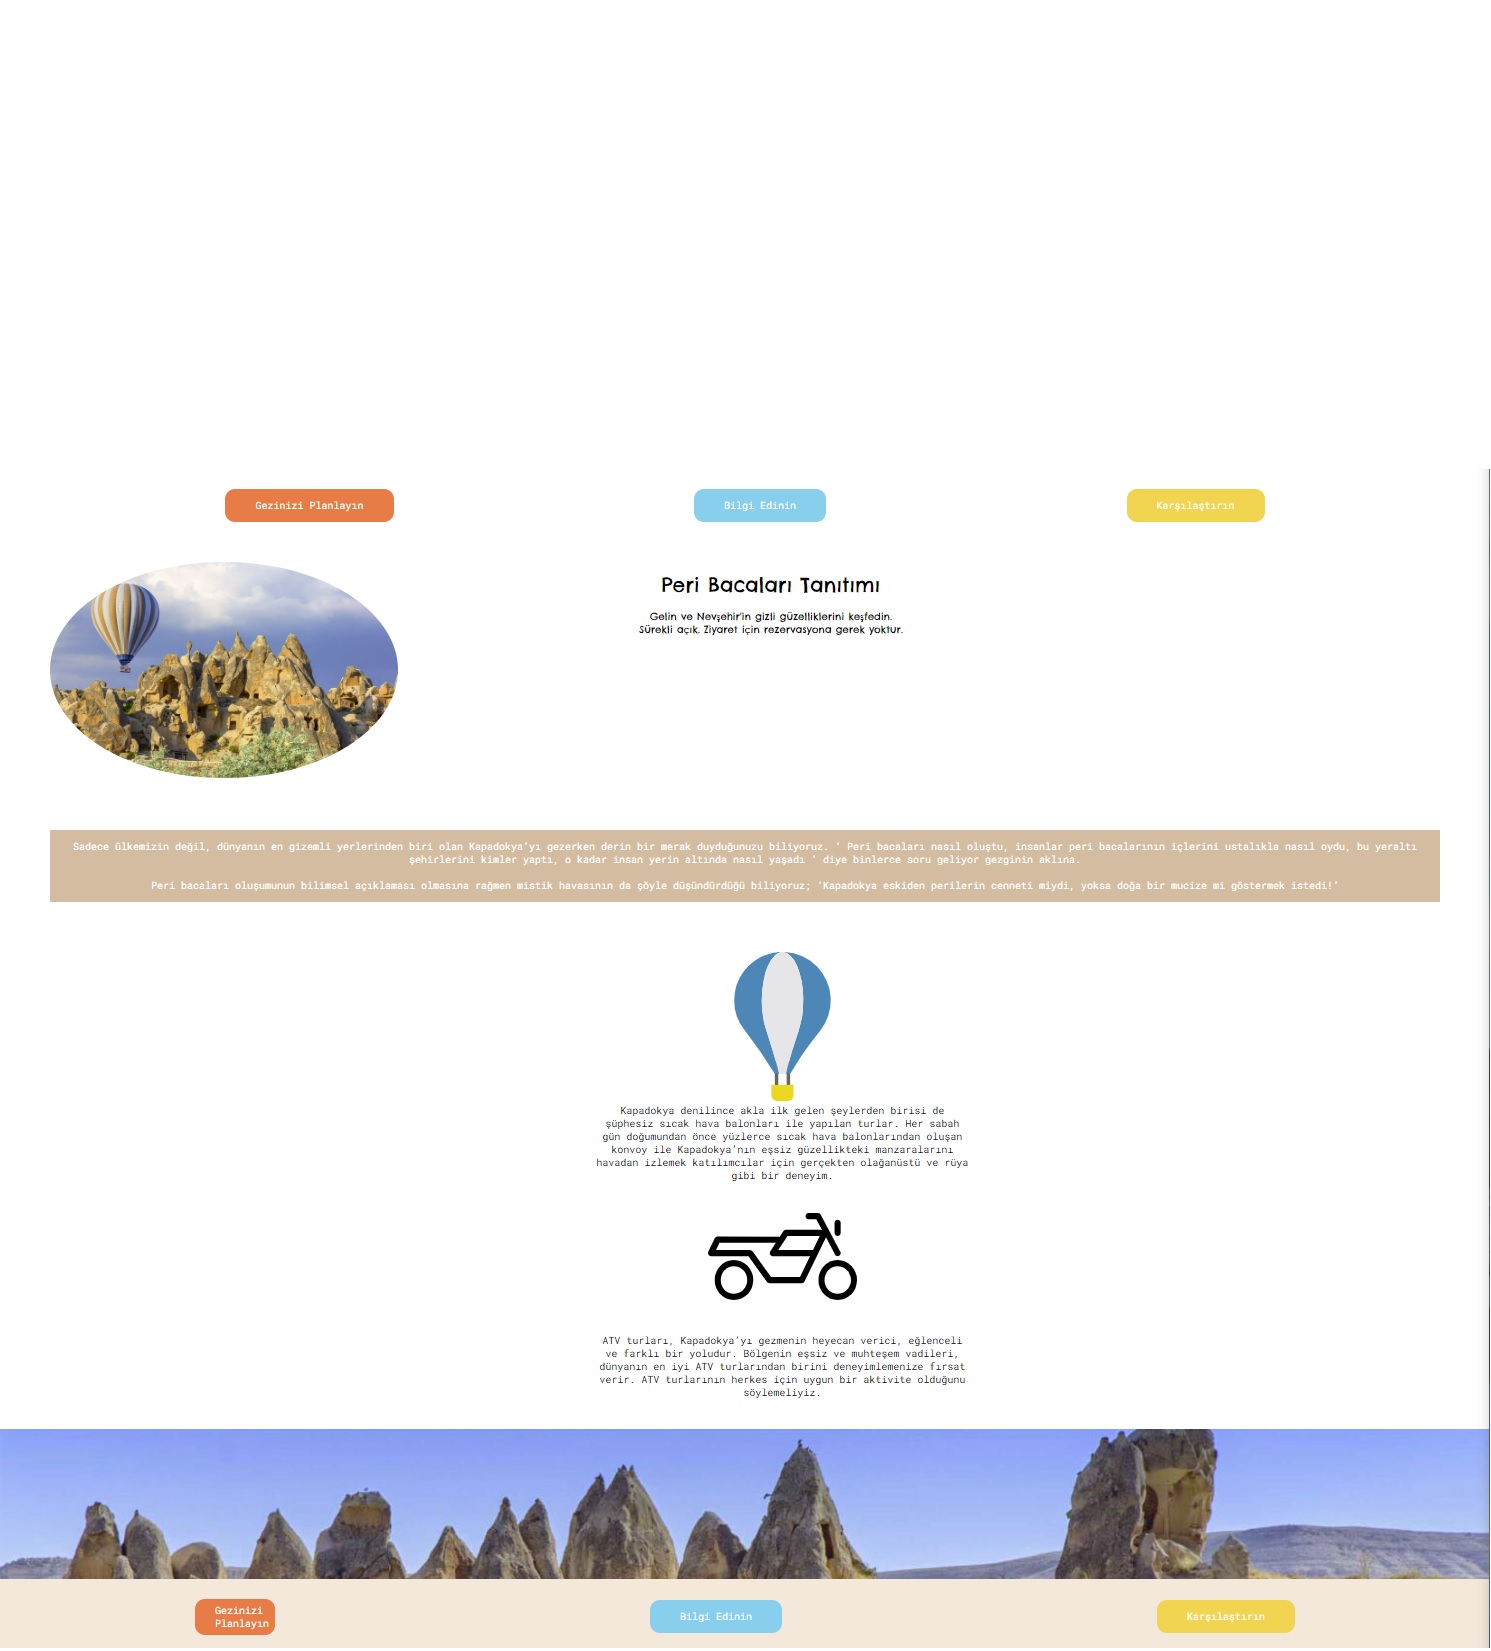 Gezinizi Planlayın
Bilgi Edinin
Karşılaştırın
Peri Bacaları Tanıtımı
Gelin ve Nevşehir'in gizli güzelliklerini keşfedin.
Sürekli açık. Ziyaret için rezervasyona gerek yoktur.
Sadece ülkemizin değil, dünyanın en gizemli yerlerinden biri olan Kapadokya’yı gezerken derin bir merak duyduğunuzu biliyoruz. ‘ Peri bacaları nasıl oluştu, insanlar peri bacalarının içlerini ustalıkla nasıl oydu, bu yeraltı
şehirlerini kimler yaptı, o kadar insan yerin altında nasıl yaşadı ’ diye binlerce soru geliyor gezginin aklına.
Peri bacaları oluşumunun bilimsel açıklaması olmasına rağmen mistik havasının da şöyle düşündürdüğü biliyoruz; ‘Kapadokya eskiden perilerin cenneti miydi, yoksa doğa bir mucize mi göstermek istedi!’
Kapadokya denilince akla ilk gelen şeylerden birisi de
şüphesiz sıcak hava balonları ile yapılan turlar. Her sabah
gün doğumundan önce yüzlerce sıcak hava balonlarından oluşan
konvoy ile Kapadokya’nın eşsiz güzellikteki manzaralarını
havadan izlemek katılımcılar için gerçekten olağanüstü ve rüya
gibi bir deneyim.
ATV turları, Kapadokya’yı gezmenin heyecan verici, eğlenceli
ve farklı bir yoludur. Bölgenin eşsiz ve muhteşem vadileri,
dünyanın en iyi ATV turlarından birini deneyimlemenize fırsat
verir. ATV turlarının herkes için uygun bir aktivite olduğunu
söylemeliyiz.
Gezinizi
Planlayın
Bilgi Edinin
Karşılaştırın